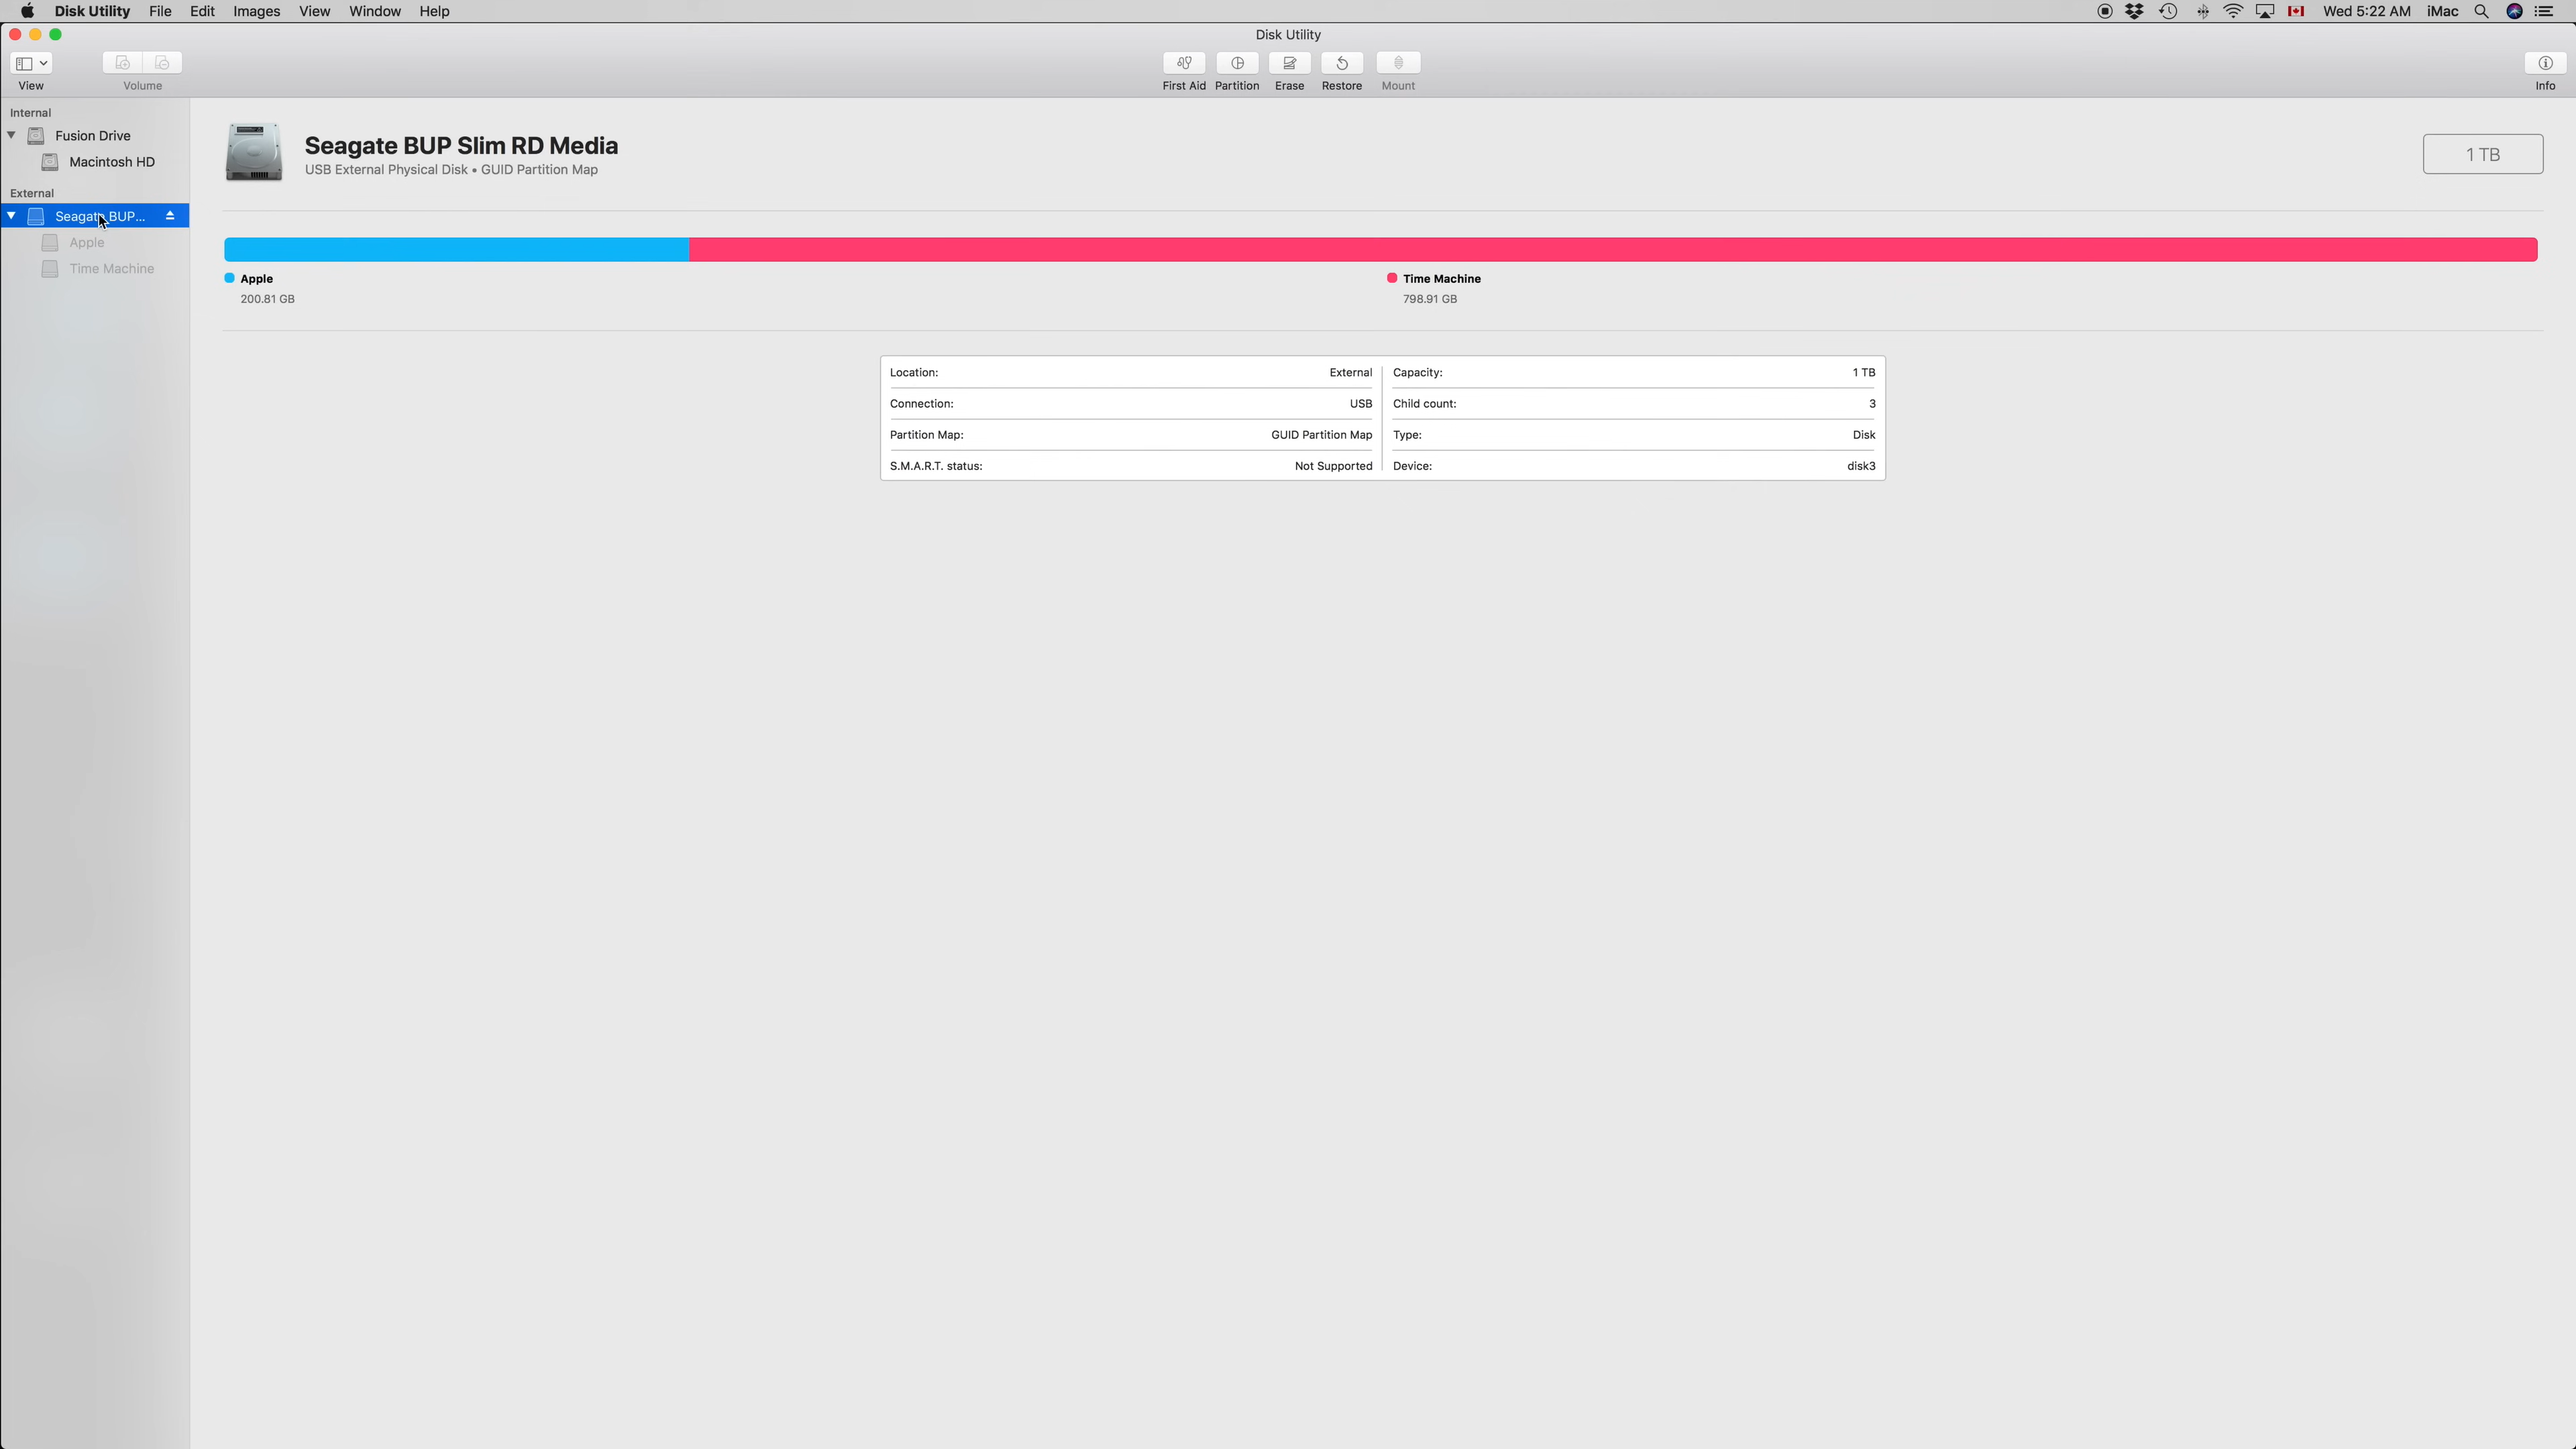 Disk Utility File Edit Images View Window Help Wed 5:22 AM iMac
Disk Utility
View Volume First Aid Partition Erase Restore Mount Info
Internal
Fusion Drive
Macintosh HD
External
Seagate BUP...
Apple
Time Machine
Seagate BUP Slim RD Media
USB External Physical Disk • GUID Partition Map
1 TB
Apple
200.81 GB
Time Machine
798.91 GB
Location: External
Connection: USB
Partition Map: GUID Partition Map
S.M.A.R.T. status: Not Supported
Capacity: 1 TB
Child count: 3
Type: Disk
Device: disk3